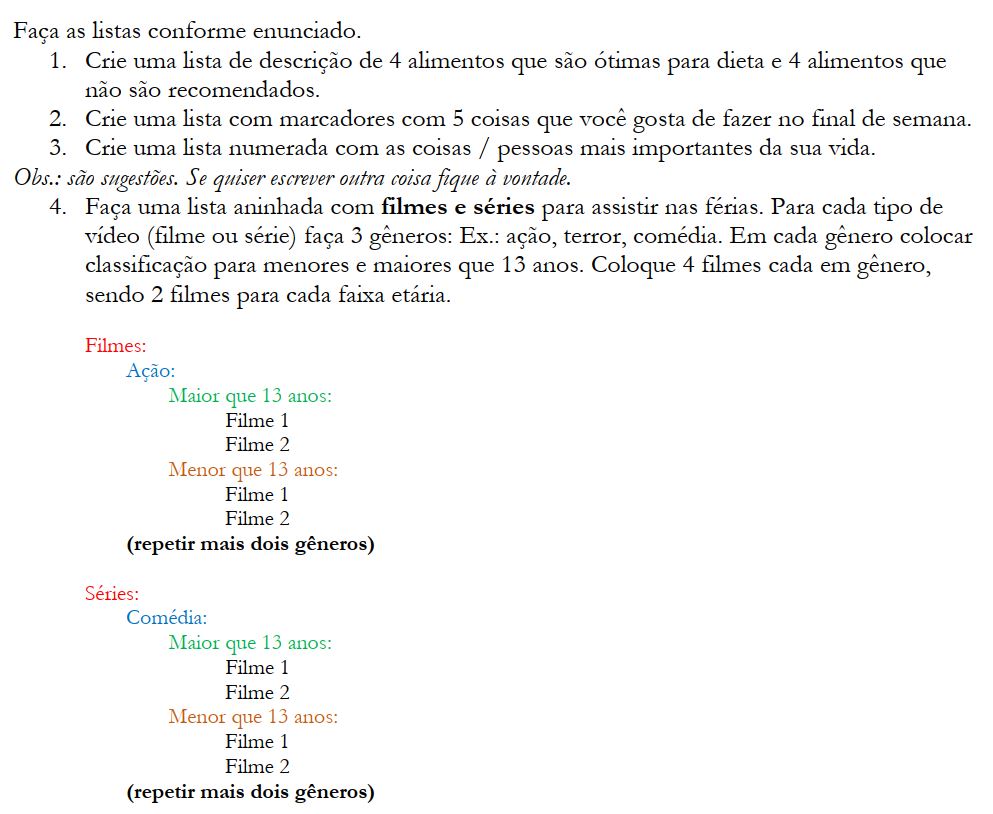 Faça as listas conforme enunciado.
1. Crie uma lista de descrição de 4 alimentos que são ótimas para dieta e 4 alimentos que
não são recomendados.
2. Crie uma lista com marcadores com 5 coisas que você gosta de fazer no final de semana.
3. Crie uma lista numerada com as coisas / pessoas mais importantes da sua vida.
Obs.: são sugestões. Se quiser escrever outra coisa fique à vontade.
4. Faça uma lista aninhada com filmes e séries para assistir nas férias. Para cada tipo de
vídeo (filme ou série) faça 3 gêneros: Ex.: ação, terror, comédia. Em cada gênero colocar
classificação para menores e maiores que 13 anos. Coloque 4 filmes cada em gênero,
sendo 2 filmes para cada faixa etária.
Filmes:
Ação:
Maior que 13 anos:
Filme 1
Filme 2
Menor que 13 anos:
Filme 1
Filme 2
(repetir mais dois gêneros)
Séries:
Comédia:
Maior que 13 anos:
Filme 1
Filme 2
Menor que 13 anos:
Filme 1
Filme 2
(repetir mais dois gêneros)